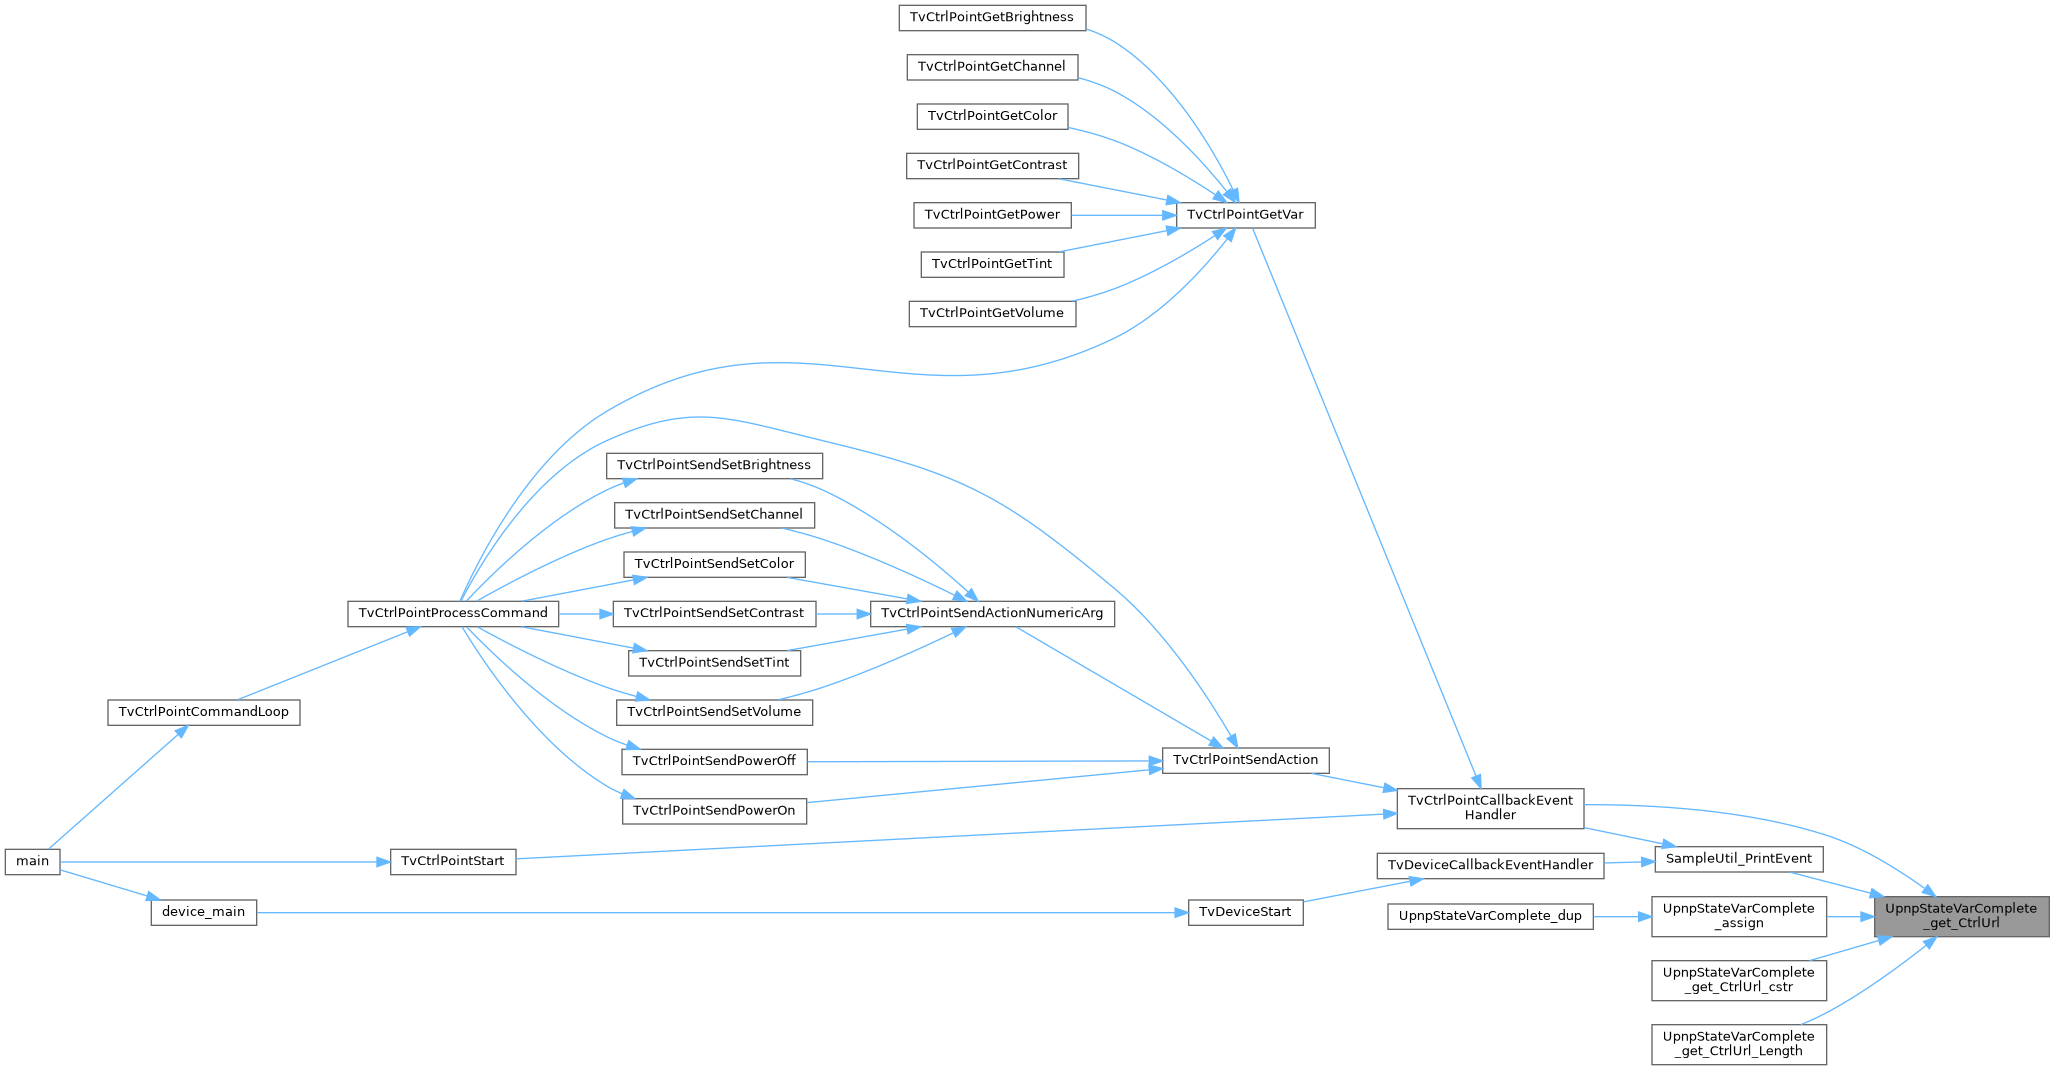 TvCtrlPointGetBrightness
TvCtrlPointGetChannel
TvCtrlPointGetColor
TvCtrlPointGetContrast
TvCtrlPointGetPower
TvCtrlPointGetVar
TvCtrlPointGetTint
TvCtrlPointGetVolume
TvCtrlPointSendSetBrightness
TvCtrlPointSendSetChannel
TvCtrlPointSendSetColor
TvCtrlPointProcessCommand
TvCtrlPointSendSetContrast
TvCtrlPointSendActionNumericArg
TvCtrlPointSendSetTint
TvCtrlPointCommandLoop
TvCtrlPointSendSetVolume
TvCtrlPointSendPowerOff
TvCtrlPointSendAction
TvCtrlPointSendPowerOn
TvCtrlPointCallbackEvent
Handler
main
TvCtrlPointStart
TvDeviceCallbackEventHandler
SampleUtil_PrintEvent
device_main
TvDeviceStart
UpnpStateVarComplete_dup
UpnpStateVarComplete
_assign
UpnpStateVarComplete
_get_CtrlUrl
UpnpStateVarComplete
_get_CtrlUrl_cstr
UpnpStateVarComplete
_get_CtrlUrl_Length